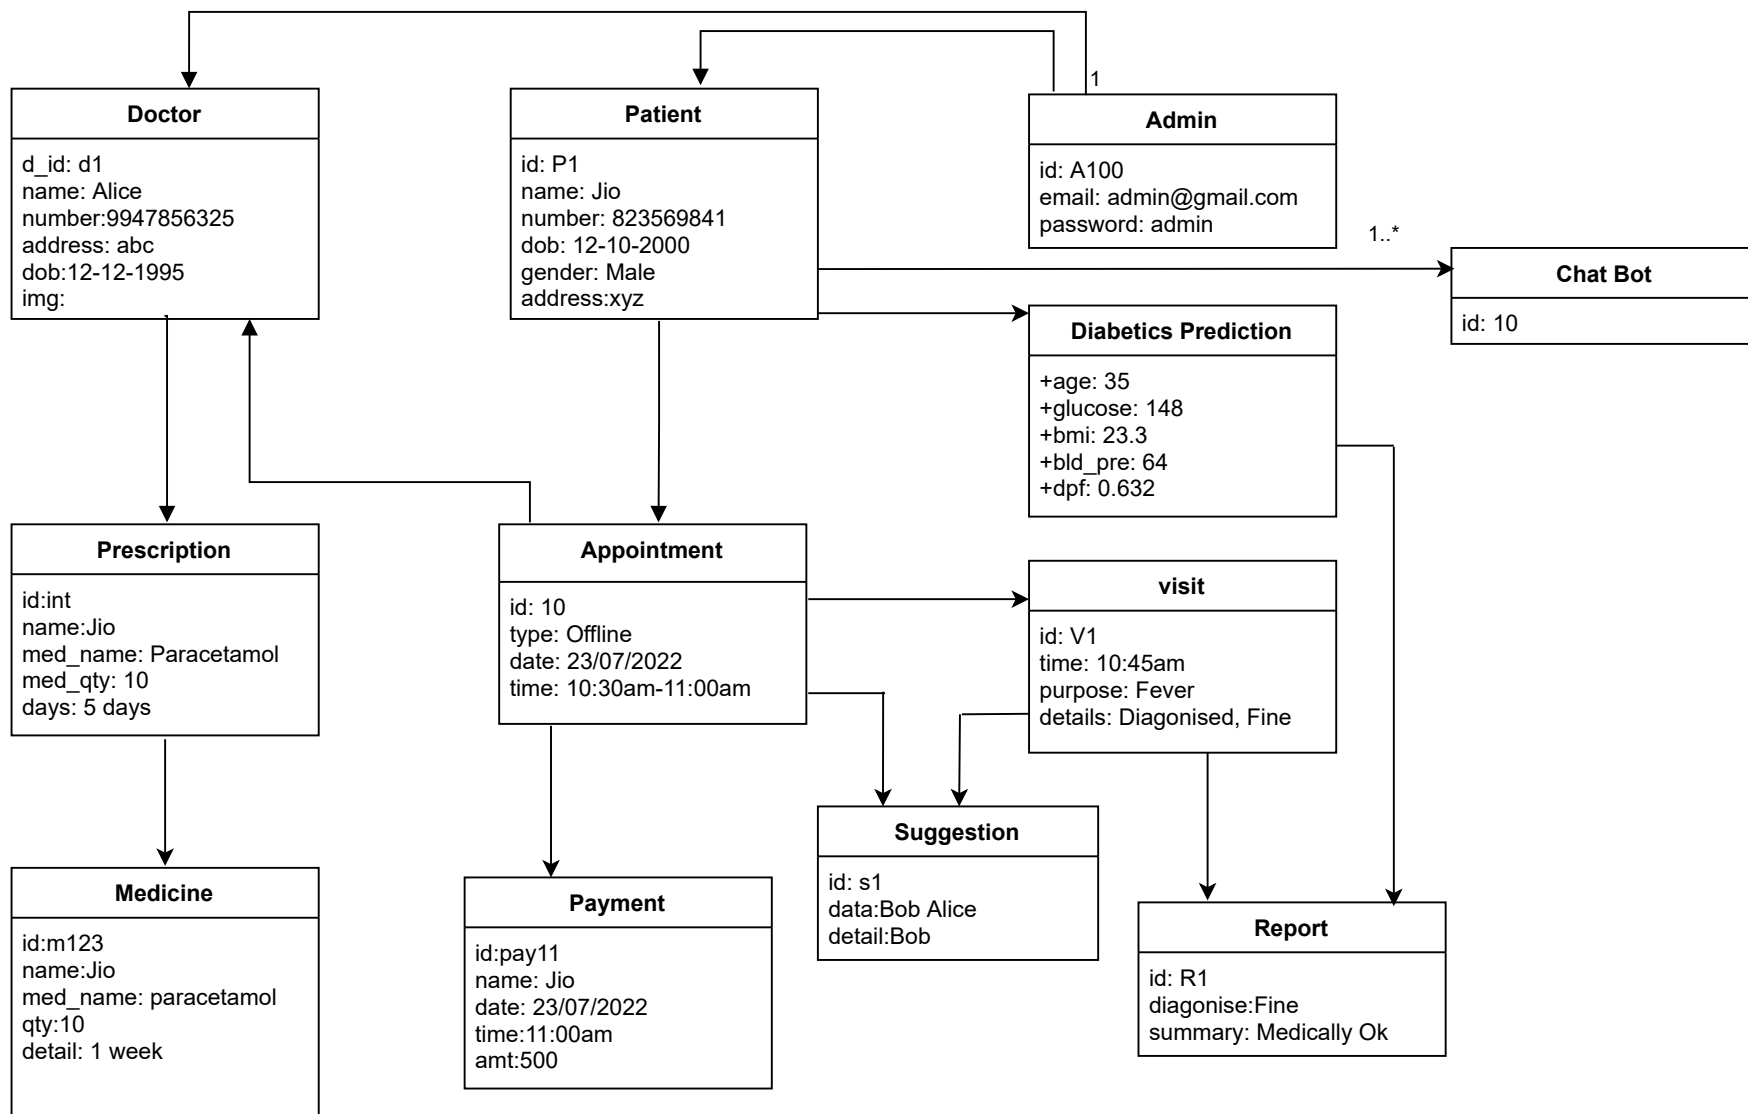 1
Doctor
d_id: d1
name: Alice
number:9947856325
address: abc
dob:12-12-1995
img:
Patient
id: P1
name: Jio
number: 823569841
dob: 12-10-2000
gender: Male
address:xyz
Admin
id: A100
email: admin@gmail.com
password: admin
1..*
Chat Bot
id: 10
Diabetics Prediction
+age: 35
+glucose: 148
+bmi: 23.3
+bld_pre: 64
+dpf: 0.632
Prescription
id:int
name:Jio
med_name: Paracetamol
med_qty: 10
days: 5 days
Appointment
id: 10
type: Offline
date: 23/07/2022
time: 10:30am-11:00am
visit
id: V1
time: 10:45am
purpose: Fever
details: Diagonised, Fine
Suggestion
id: s1
data:Bob Alice
detail:Bob
Medicine
id:m123
name:Jio
med_name: paracetamol
qty:10
detail: 1 week
Payment
id:pay11
name: Jio
date: 23/07/2022
time:11:00am
amt:500
Report
id: R1
diagonise:Fine
summary: Medically Ok